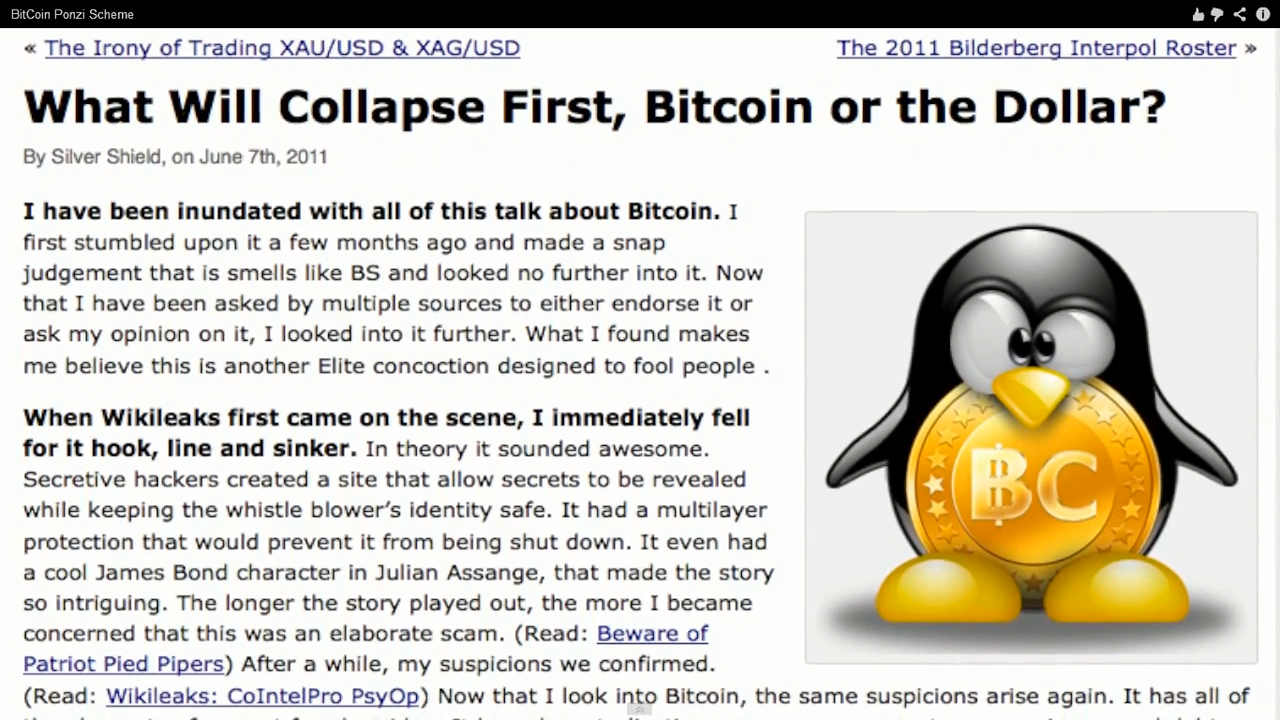 BitCoin Ponzi Scheme
« The Irony of Trading XAU/USD & XAG/USD
The 2011 Bilderberg Interpol Roster »
What Will Collapse First, Bitcoin or the Dollar?
By Silver Shield, on June 7th, 2011
I have been inundated with all of this talk about Bitcoin. I
first stumbled upon it a few months ago and made a snap
judgement that is smells like BS and looked no further into it. Now
that I have been asked by multiple sources to either endorse it or
ask my opinion on it, I looked into it further. What I found makes
me believe this is another Elite concoction designed to fool people .
When Wikileaks first came on the scene, I immediately fell
for it hook, line and sinker. In theory it sounded awesome.
Secretive hackers created a site that allow secrets to be revealed
while keeping the whistle blower’s identity safe. It had a multilayer
protection that would prevent it from being shut down. It even had
a cool James Bond character in Julian Assange, that made the story
so intriguing. The longer the story played out, the more I became
concerned that this was an elaborate scam. (Read: Beware of
Patriot Pied Pipers) After a while, my suspicions we confirmed.
(Read: Wikileaks: CoIntelPro PsyOp) Now that I look into Bitcoin, the same suspicions arise again. It has all of
BC